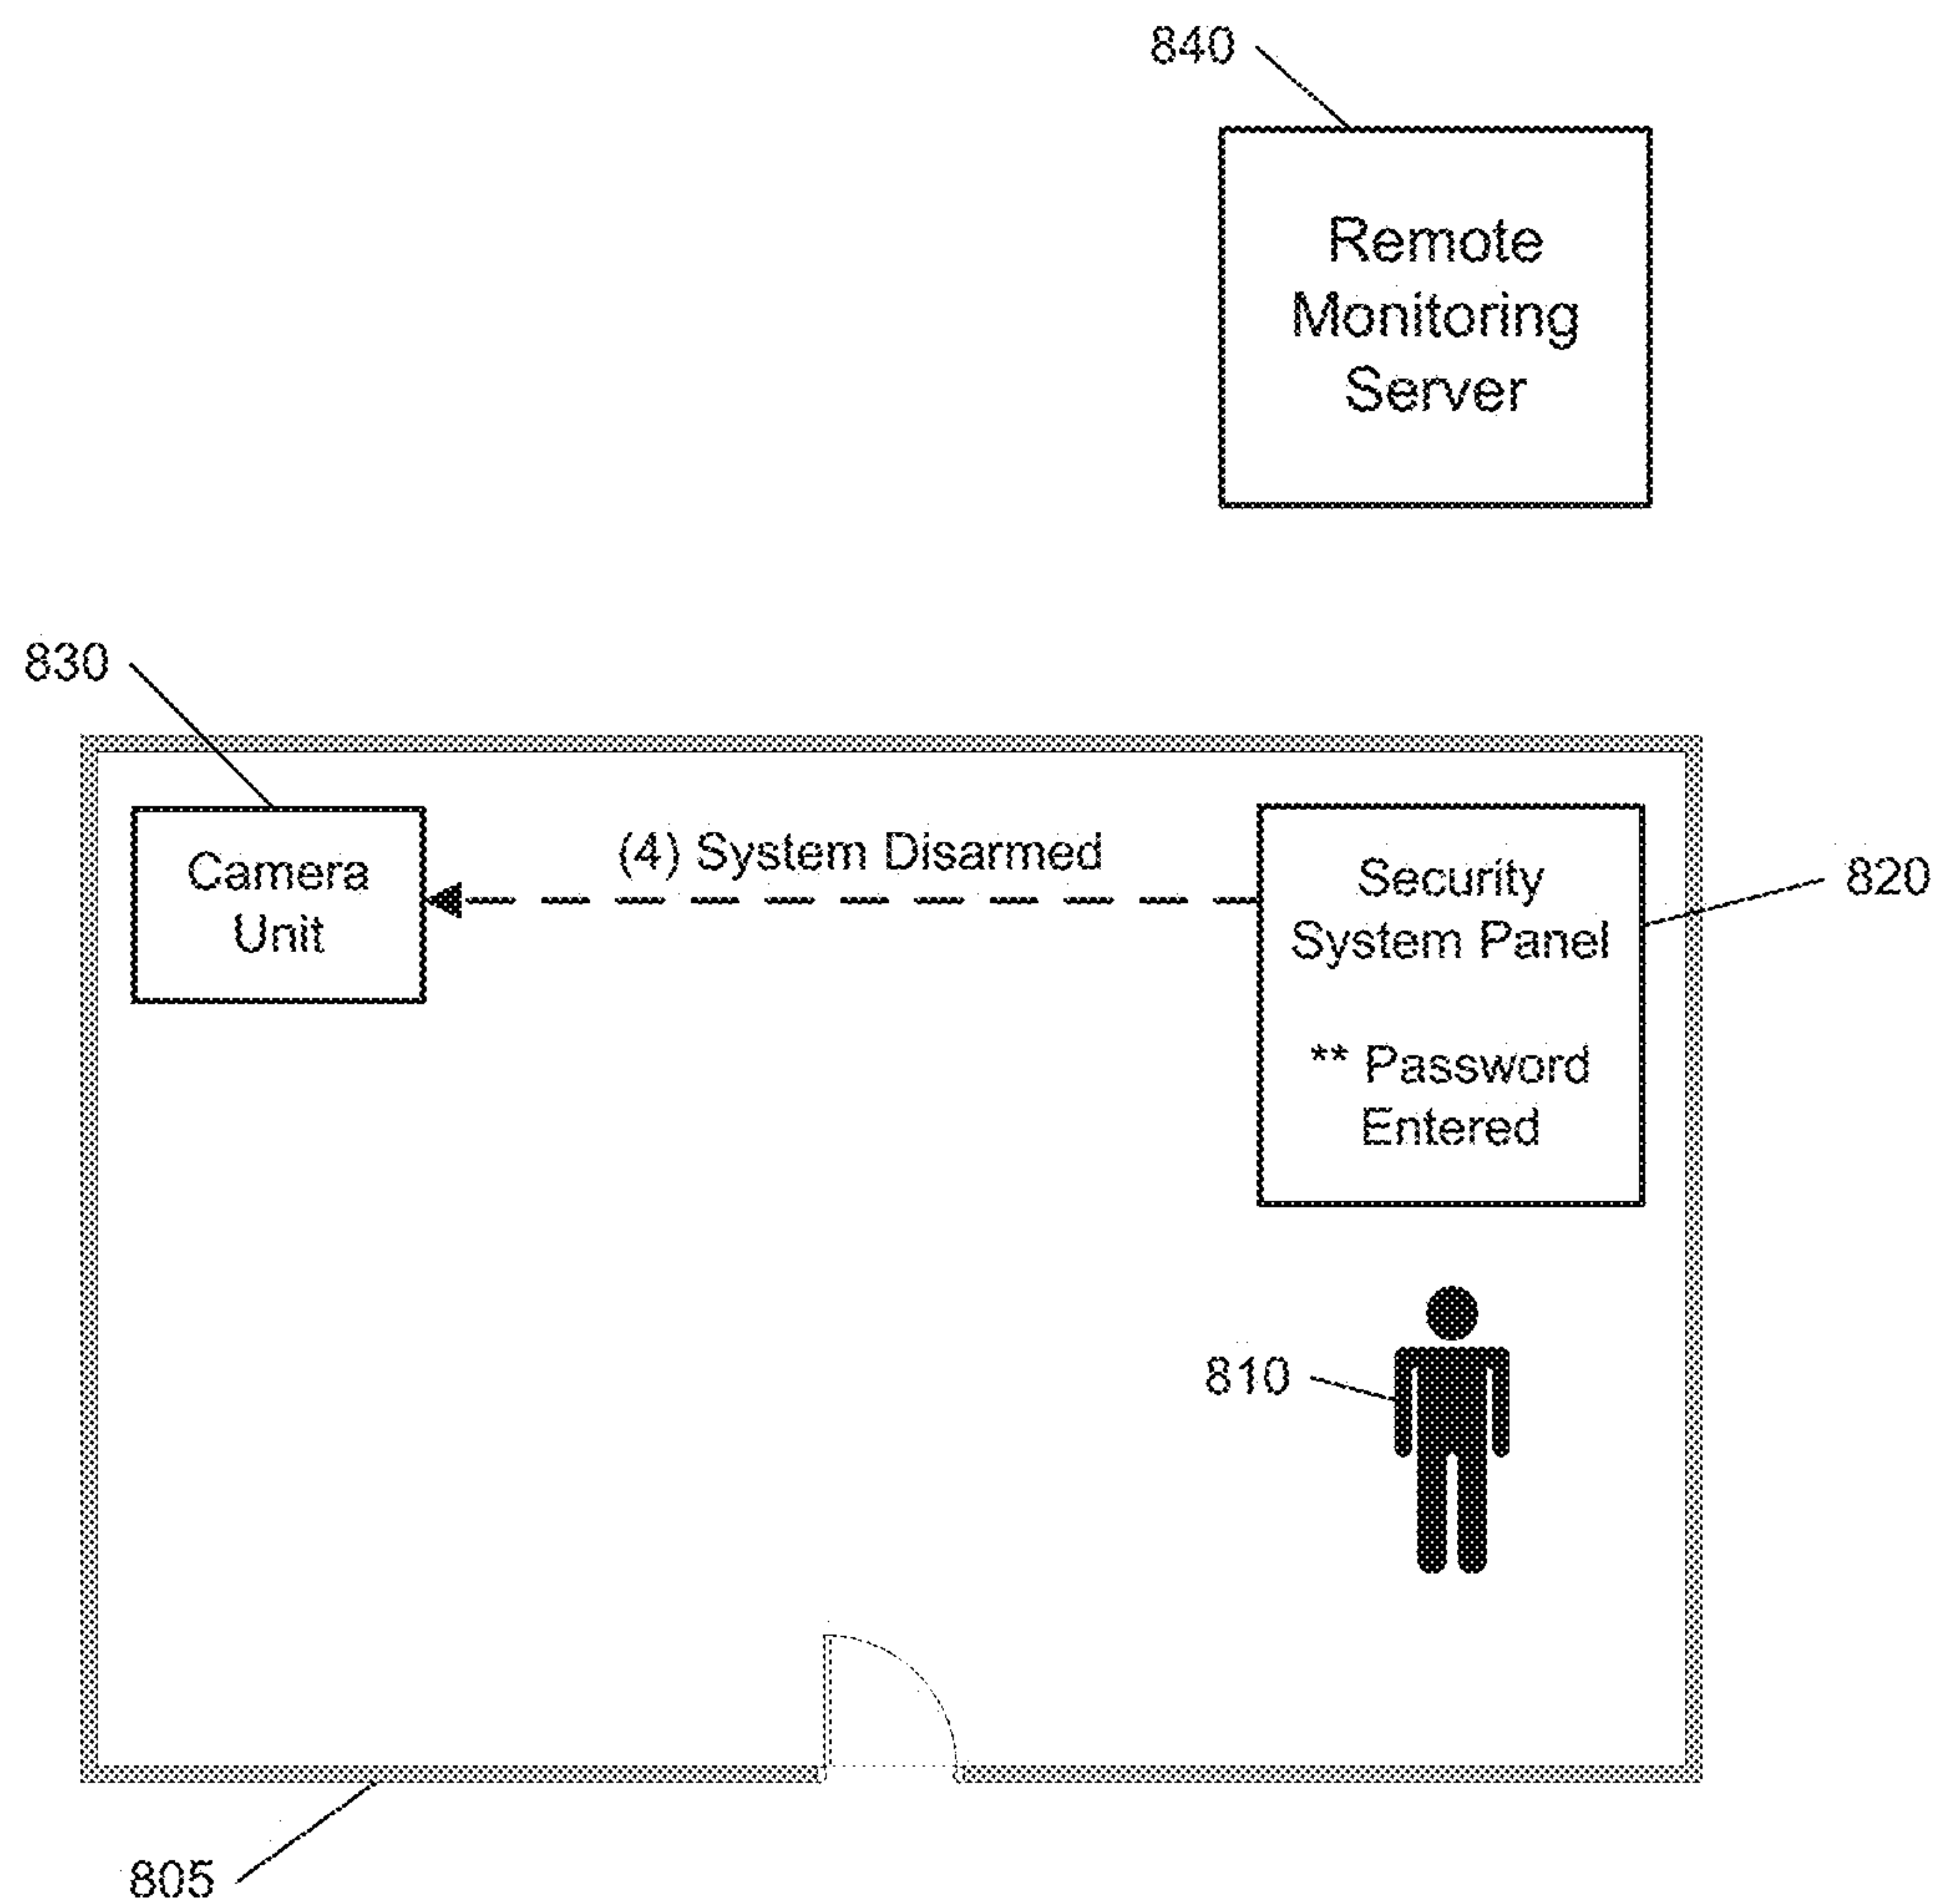 840
Remote
Monitoring
Server
830
Camera
Unit
(4) System Disarmed
Security
System Panel
** Password
Entered
820
810
805